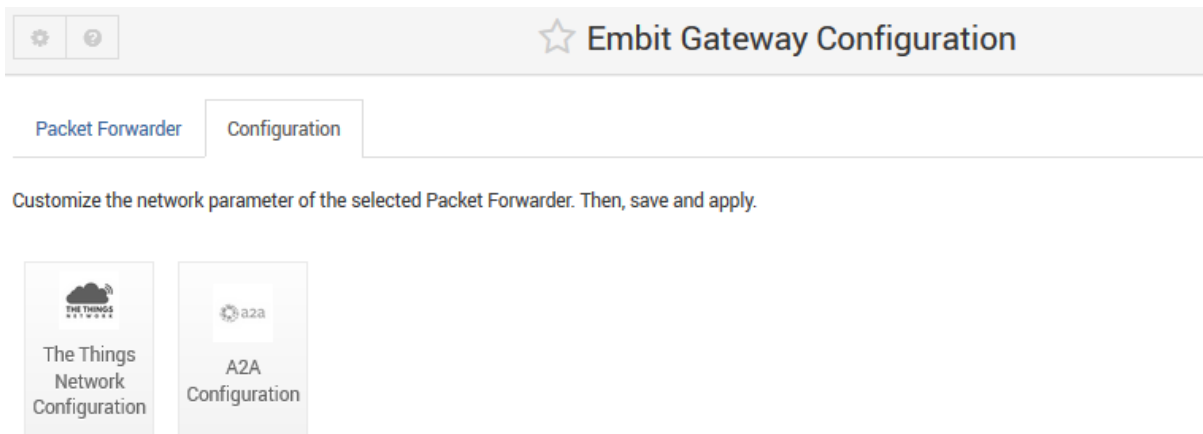 Embit Gateway Configuration
Packet Forwarder
Configuration
Customize the network parameter of the selected Packet Forwarder. Then, save and apply.
THE THINGS
NETWORK
The Things
Network
Configuration
a2a
A2A
Configuration